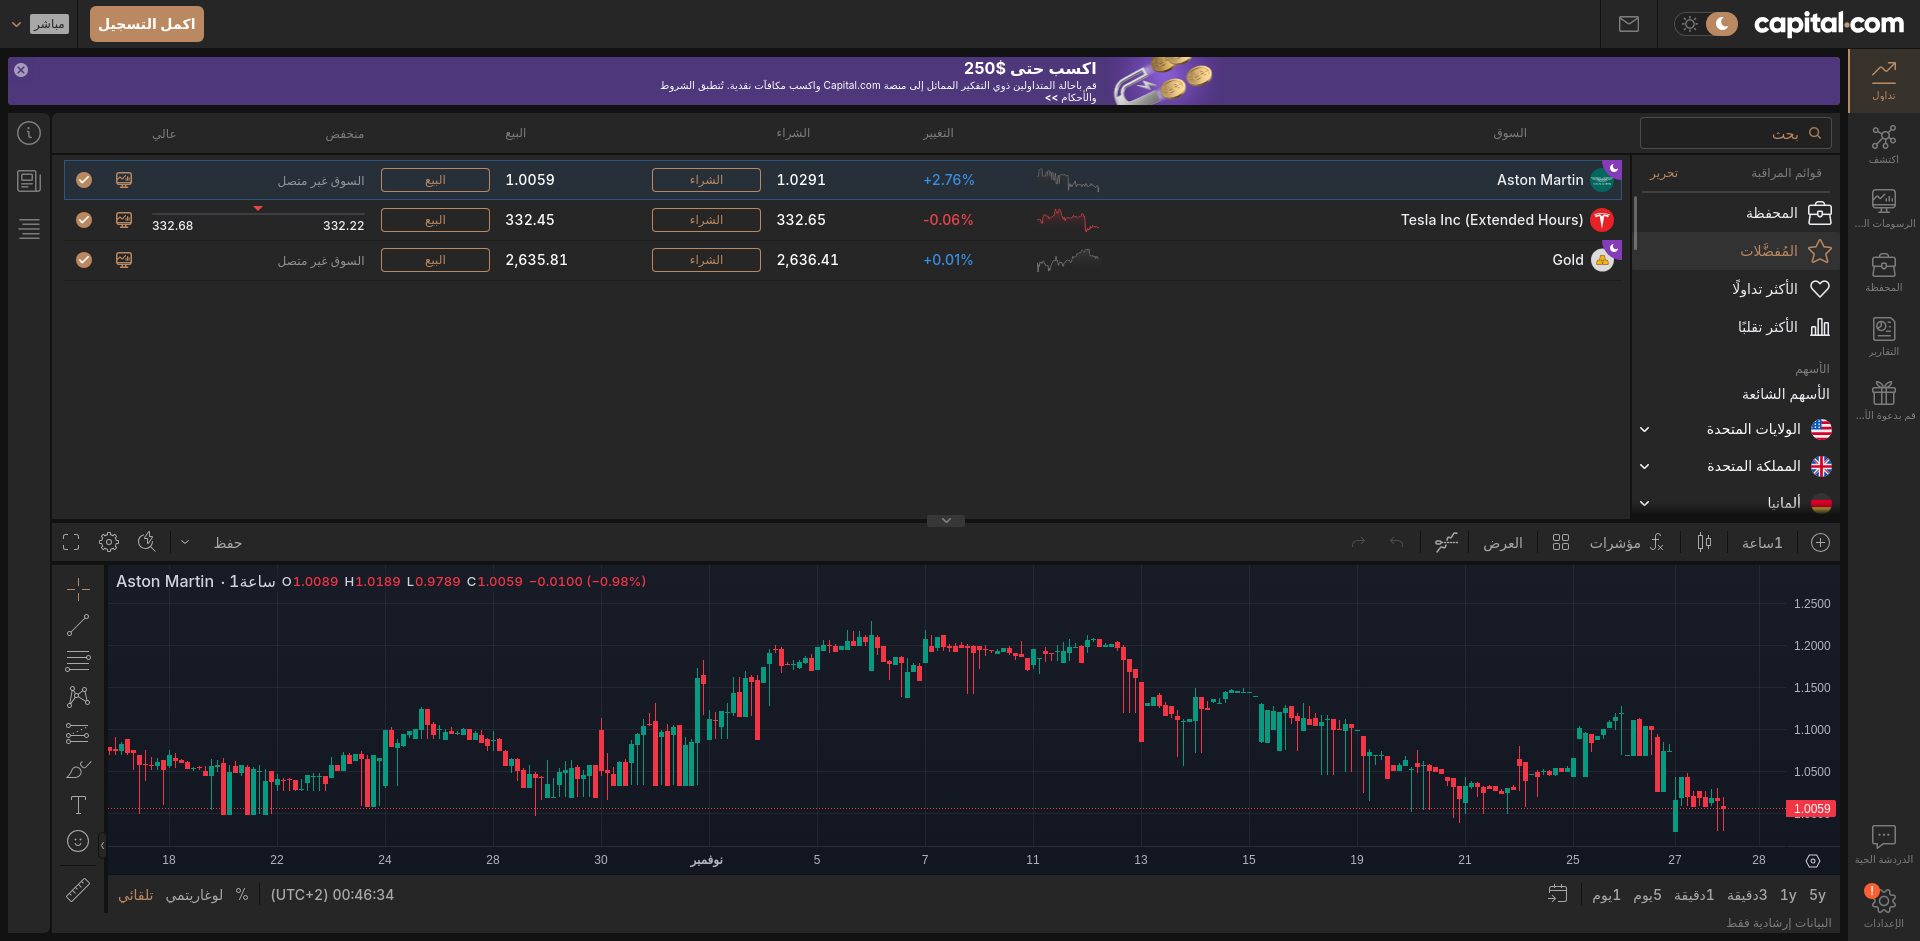 capital.com
اكمل التسجيل
مباشر
اكسب حتى $250
قم بإحالة المتداولين ذوي التفكير المماثل إلى منصة Capital.com واكسب مكافآت نقدية. تُطبق الشروط
والأحكام >>
تداول
اكتشف
الرسومات الـ...
المحفظة
التقارير
قم بدعوة الأ...
الدردشة الحية
الإعدادات
بحث
قوائم المراقبة
تحرير
المحفظة
المُفضَّلات
الأكثر تداولًا
الأكثر تقلبًا
الأسهم
الأسهم الشائعة
الولايات المتحدة
المملكة المتحدة
ألمانيا
السوق التغيير الشراء البيع منخفض عالي
Aston Martin +2.76% 1.0291 الشراء 1.0059 البيع السوق غير متصل
Tesla Inc (Extended Hours) -0.06% 332.65 الشراء 332.45 البيع 332.22 332.68
Gold +0.01% 2,636.41 الشراء 2,635.81 البيع السوق غير متصل
1ساعة
مؤشرات
العرض
حفظ
Aston Martin · 1ساعة O1.0089 H1.0189 L0.9789 C1.0059 −0.0100 (−0.98%)
1.2500
1.2000
1.1500
1.1000
1.0500
1.0059
18 22 24 28 30 نوفمبر 5 7 11 13 15 19 21 25 27 28
5y 1y 3دقيقة 1دقيقة 5يوم 1يوم
00:46:34 (UTC+2)
% لوغاريتمي تلقائي
البيانات إرشادية فقط